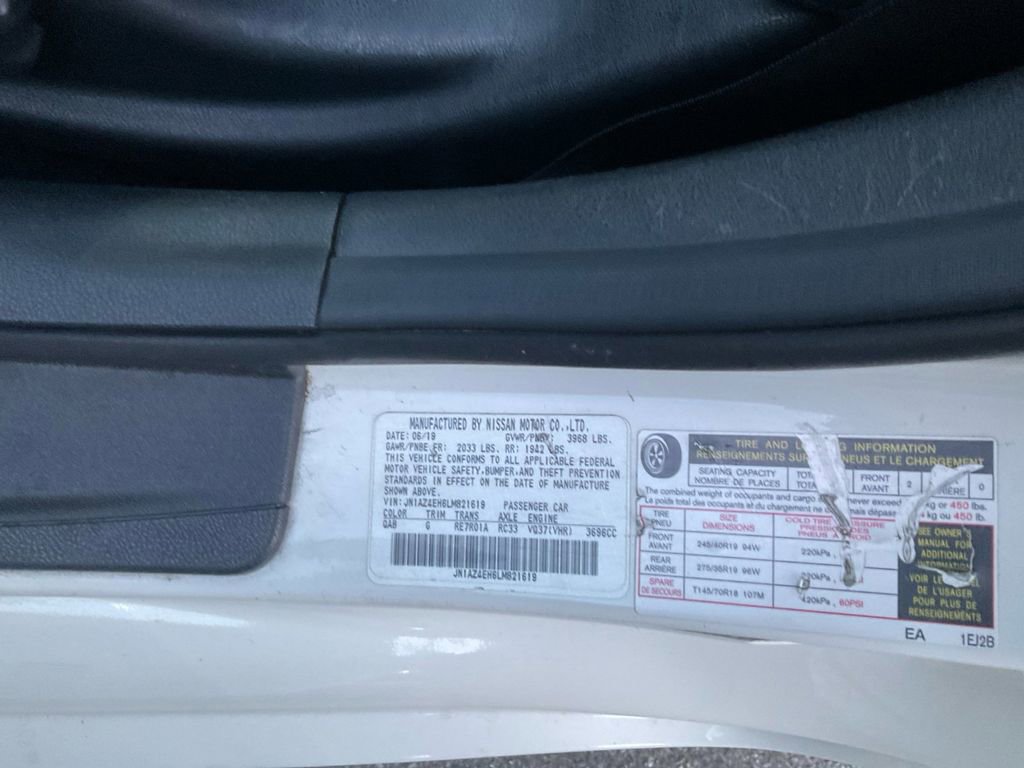 MANUFACTURED BY NISSAN MOTOR CO.,LTD.
DATE: 06/19 GVWR/PNBV: 3968 LBS.
GAWR/PNBE FR: 2033 LBS. RR: 1942 LBS.
THIS VEHICLE CONFORMS TO ALL APPLICABLE FEDERAL
MOTOR VEHICLE SAFETY,BUMPER,AND THEFT PREVENTION
STANDARDS IN EFFECT ON THE DATE OF MANUFACTURE
SHOWN ABOVE.
VIN: JN1AZ4EH6LM821619 PASSENGER CAR
COLOR TRIM TRANS AXLE ENGINE
QAB G RE7R01A RC33 VQ37(VHR) 3696CC
JN1AZ4EH6LM821619
TIRE AND INFORMATION
RENSEIGNEMENTS SUR PNEUS ET LE CHARGEMENT
SEATING CAPACITY
NOMBRE DE PLACES
FRONT
AVANT
2
0
The combined weight of occupants and cargo never exceed kg or 450 lbs.
Le poids total des occupants et du chargement ne jamais dépasser kg ou 450 lb.
TIRE
PNEU
SIZE
DIMENSIONS
COLD TIRE
PNEUS À FROID
FRONT
AVANT
245/40R19 94W
220kPa,
REAR
ARRIÈRE
275/35R19 96W
220kPa,
SPARE
DE SECOURS
T145/70R18 107M
420kPa, 60PSI
SEE OWNER'S
MANUAL FOR
ADDITIONAL
INFORMATION
VOIR LE
DE L'USAGER
POUR PLUS DE
RENSEIGNEMENTS
EA 1EJ2B